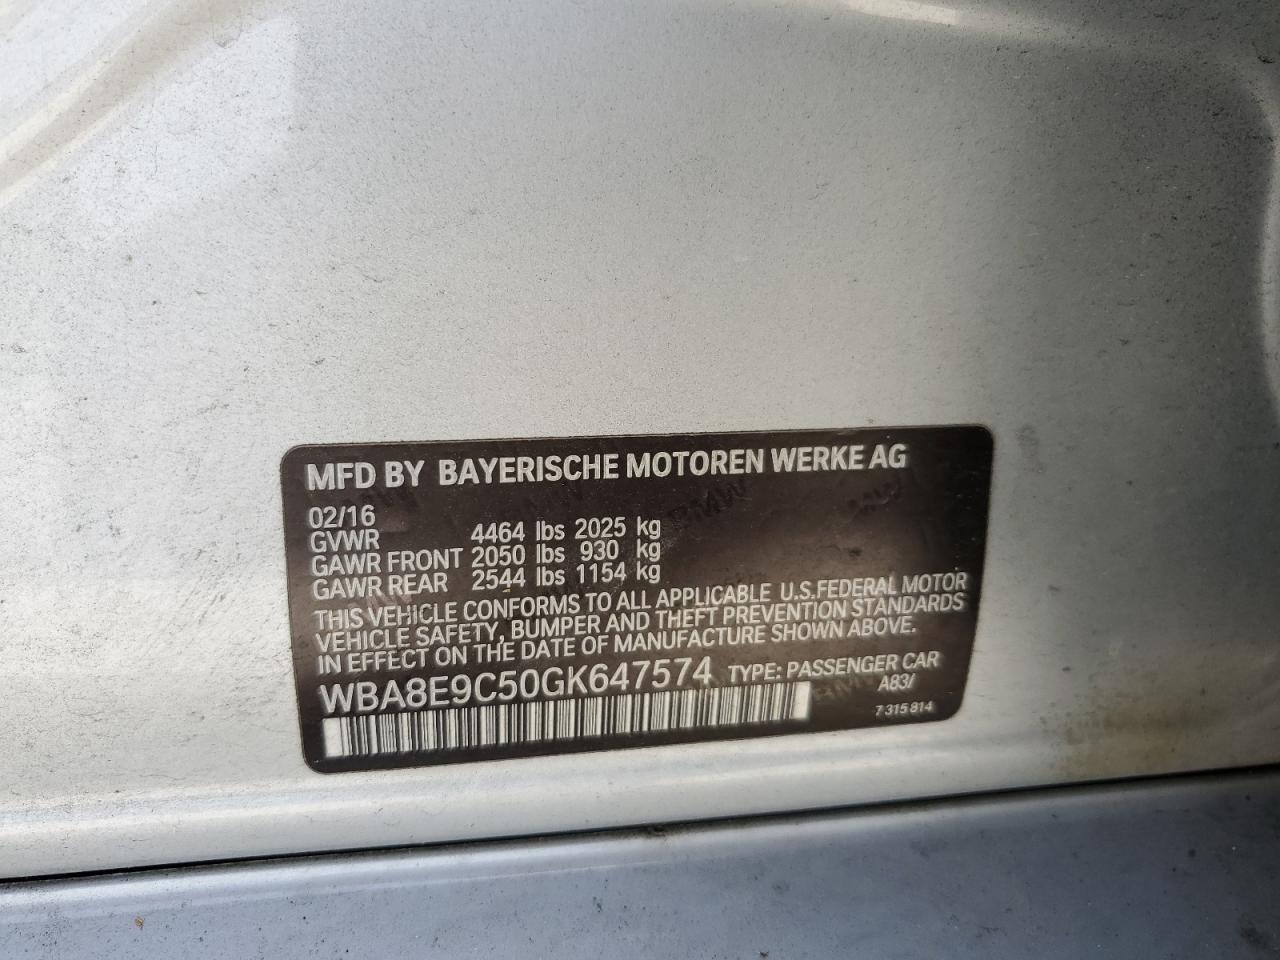 MFD BY BAYERISCHE MOTOREN WERKE AG
02/16
GVWR 4464 lbs 2025 kg
GAWR FRONT 2050 lbs 930 kg
GAWR REAR 2544 lbs 1154 kg
THIS VEHICLE CONFORMS TO ALL APPLICABLE U.S.FEDERAL MOTOR
VEHICLE SAFETY, BUMPER AND THEFT PREVENTION STANDARDS
IN EFFECT ON THE DATE OF MANUFACTURE SHOWN ABOVE.
WBA8E9C50GK647574 TYPE: PASSENGER CAR
A83/
7 315 814